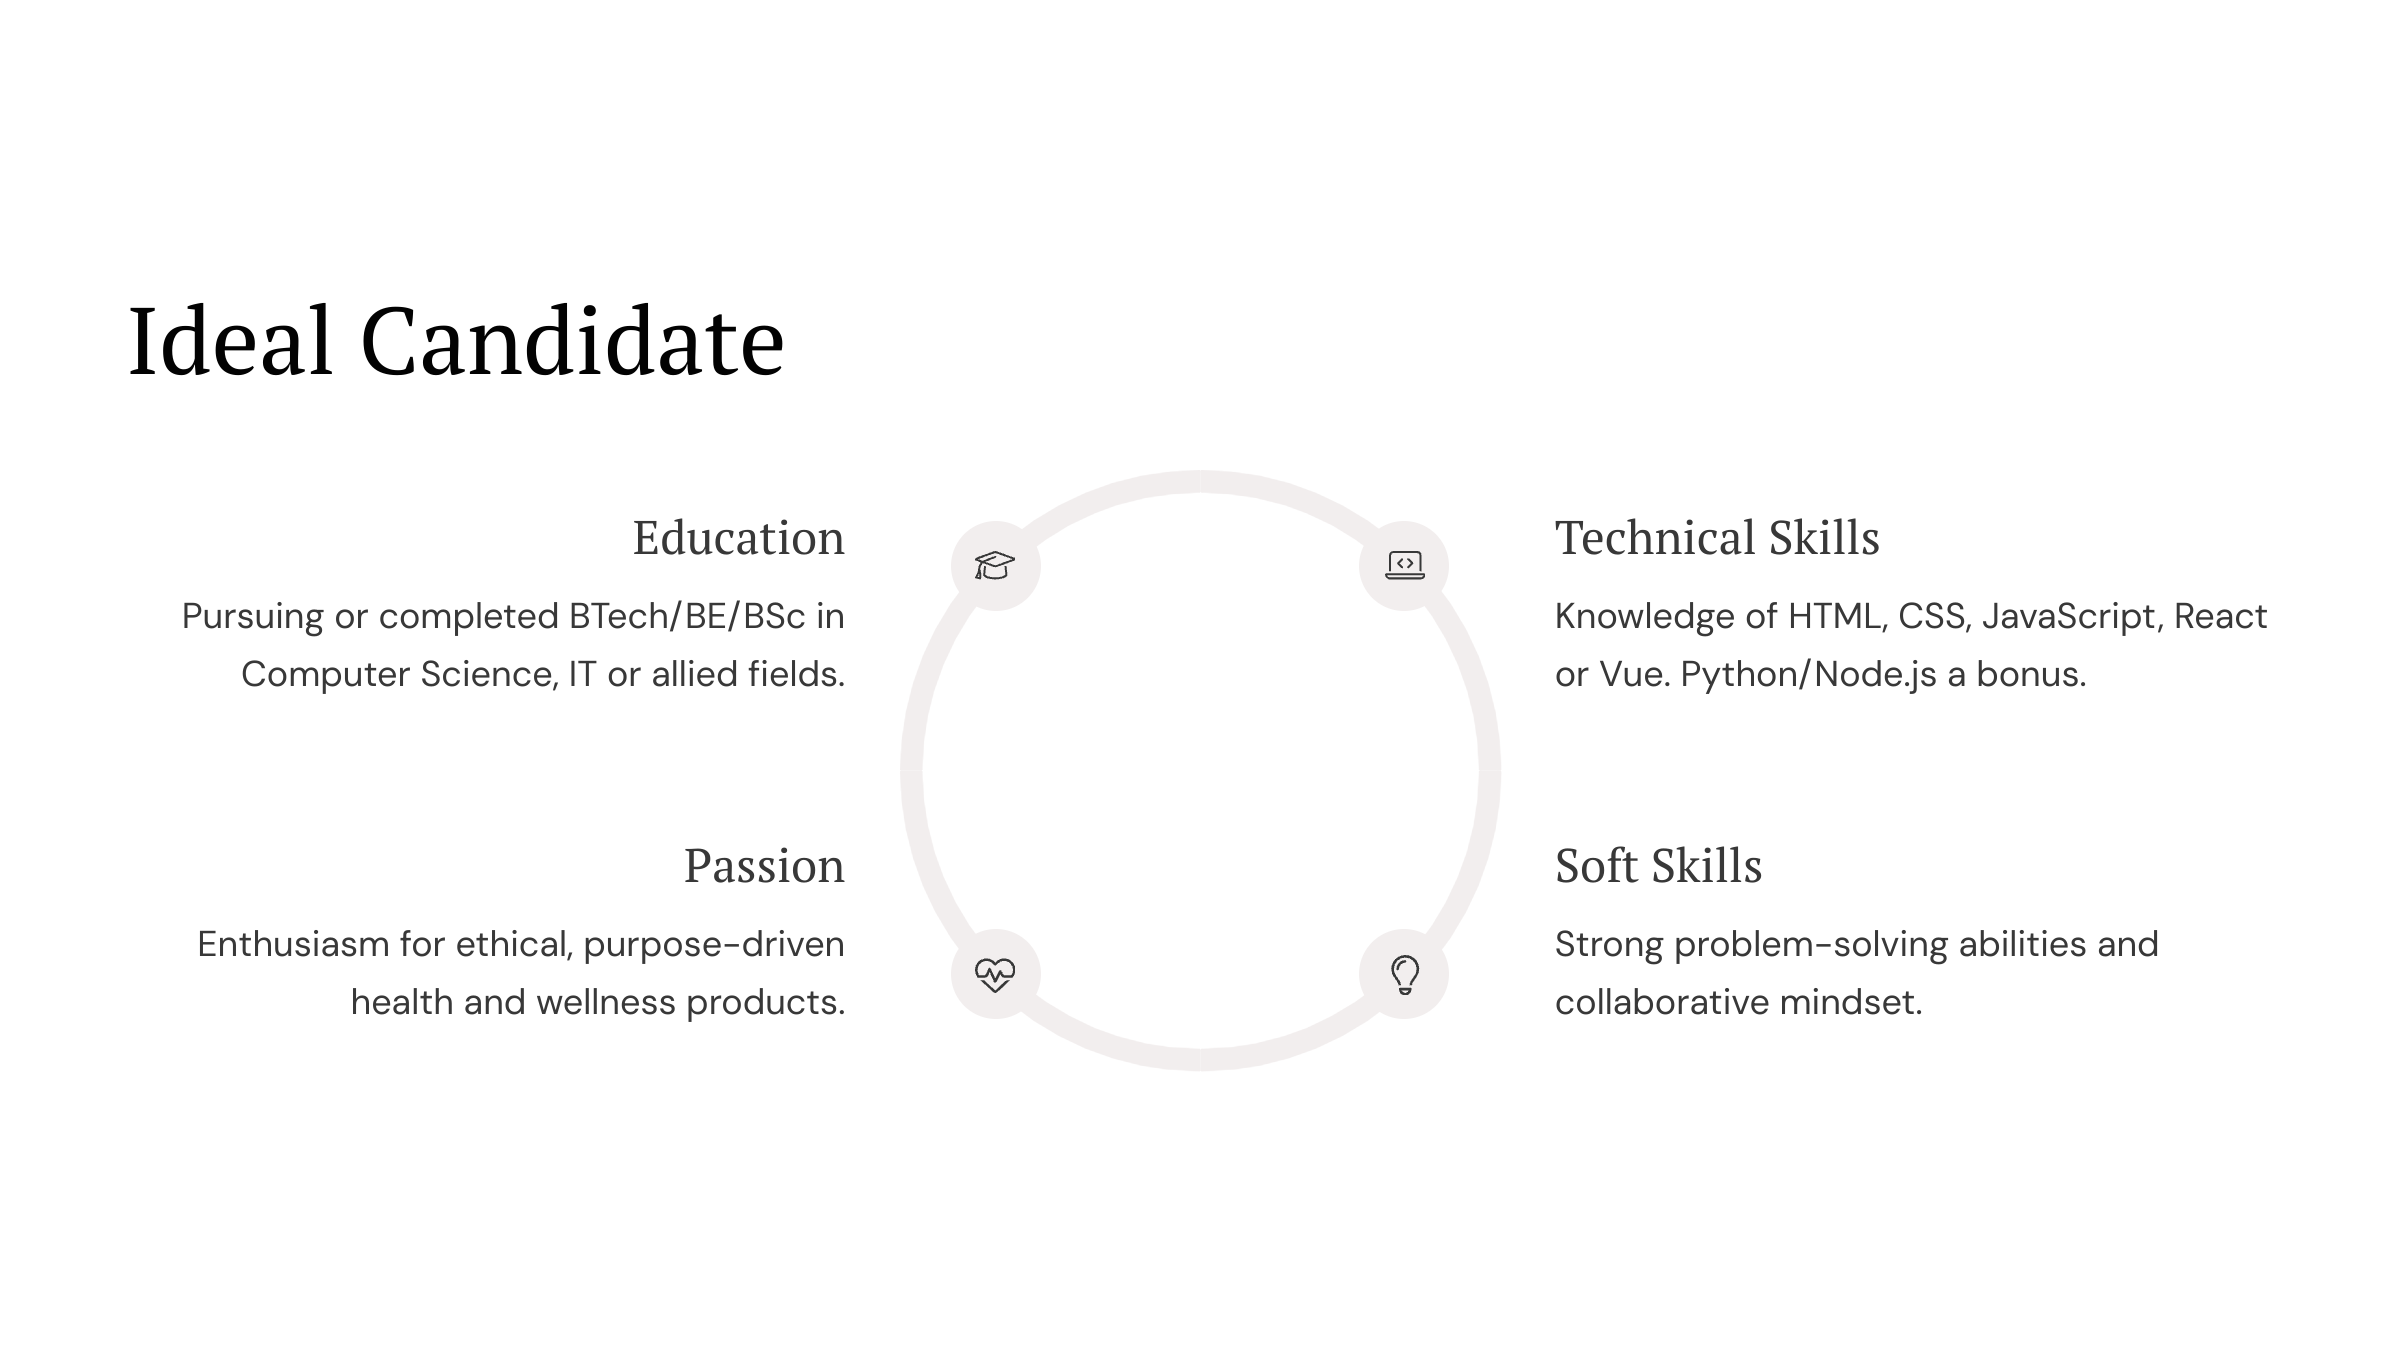 Ideal Candidate
Education
Pursuing or completed BTech/BE/BSc in
Computer Science, IT or allied fields.
Technical Skills
Knowledge of HTML, CSS, JavaScript, React
or Vue. Python/Node.js a bonus.
Passion
Enthusiasm for ethical, purpose-driven
health and wellness products.
Soft Skills
Strong problem-solving abilities and
collaborative mindset.